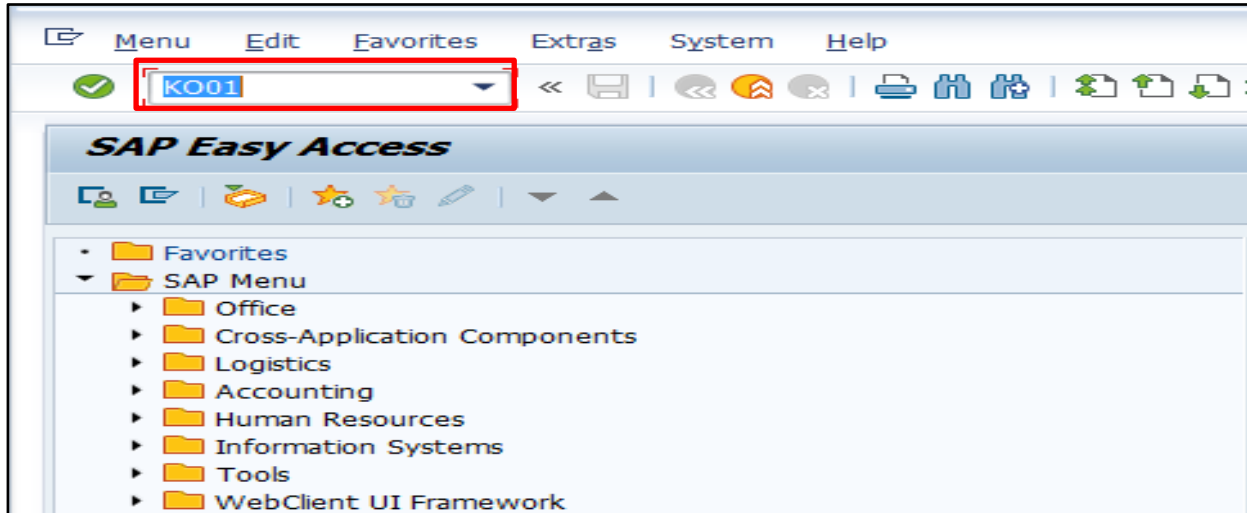 Menu Edit Favorites Extras System Help
KO01
SAP Easy Access
Favorites
SAP Menu
Office
Cross-Application Components
Logistics
Accounting
Human Resources
Information Systems
Tools
WebClient UI Framework